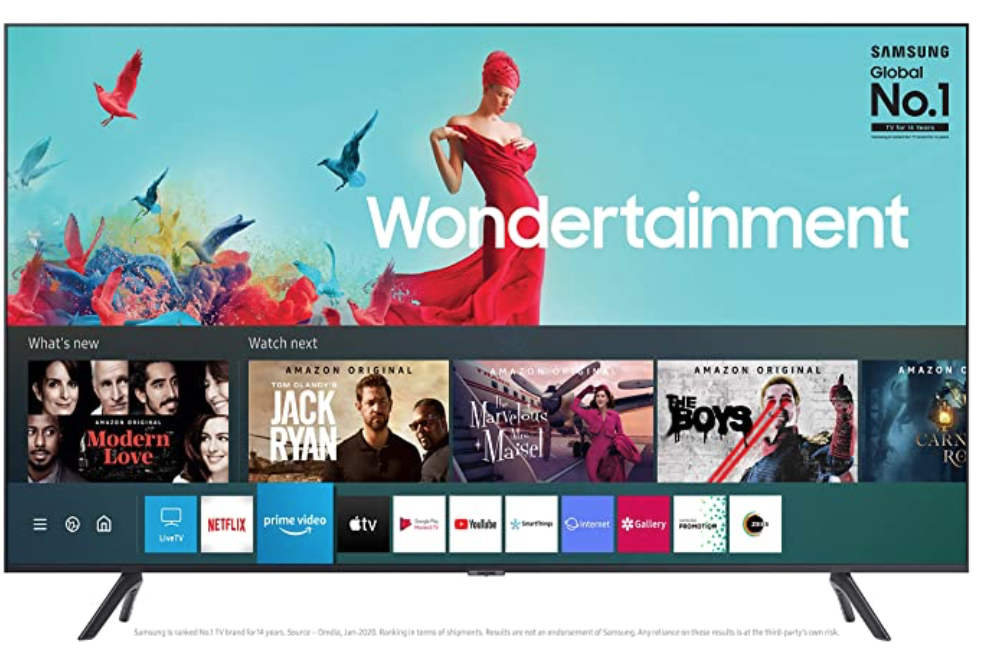 SAMSUNG
Global
No.1
TV for 14 Years
Wondertainment
What's new
Watch next
AMAZON ORIGINAL
Modern
Love
AMAZON ORIGINAL
TOM CLANCY'S
JACK
RYAN
AMAZON ORIGINAL
The
Marvelous
Mrs.
Maisel
AMAZON ORIGINAL
THE
BOYS
AMAZON O
CARN
RO
LiveTV
NETFLIX
prime video
tv
Google Play
Movies & TV
YouTube
SmartThings
Internet
Gallery
PROMOTION
ZEE5
Samsung is ranked No.1 TV brand for 14 years. Source – Omdia, Jan-2020. Ranking in terms of shipments. Results are not an endorsement of Samsung. Any reliance on these results is at the third-party's own risk.